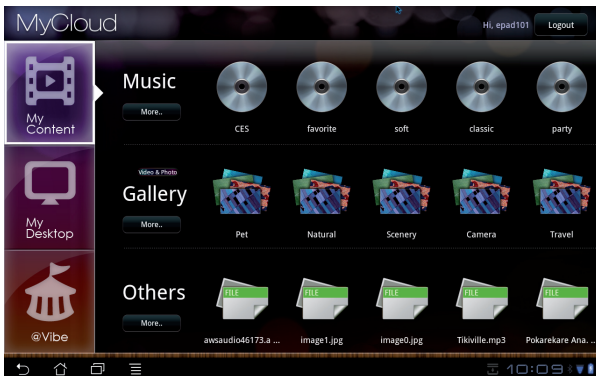 MyCloud
Hi, epad101
Logout
My
Content
My
Desktop
@Vibe
Music
More..
CES
favorite
soft
classic
party
Video & Photo
Gallery
More..
Pet
Natural
Scenery
Camera
Travel
Others
More..
FILE
FILE
FILE
FILE
FILE
awsaudio46173.a ...
image1.jpg
image0.jpg
Tikiville.mp3
Pokarekare Ana. ...
10:09